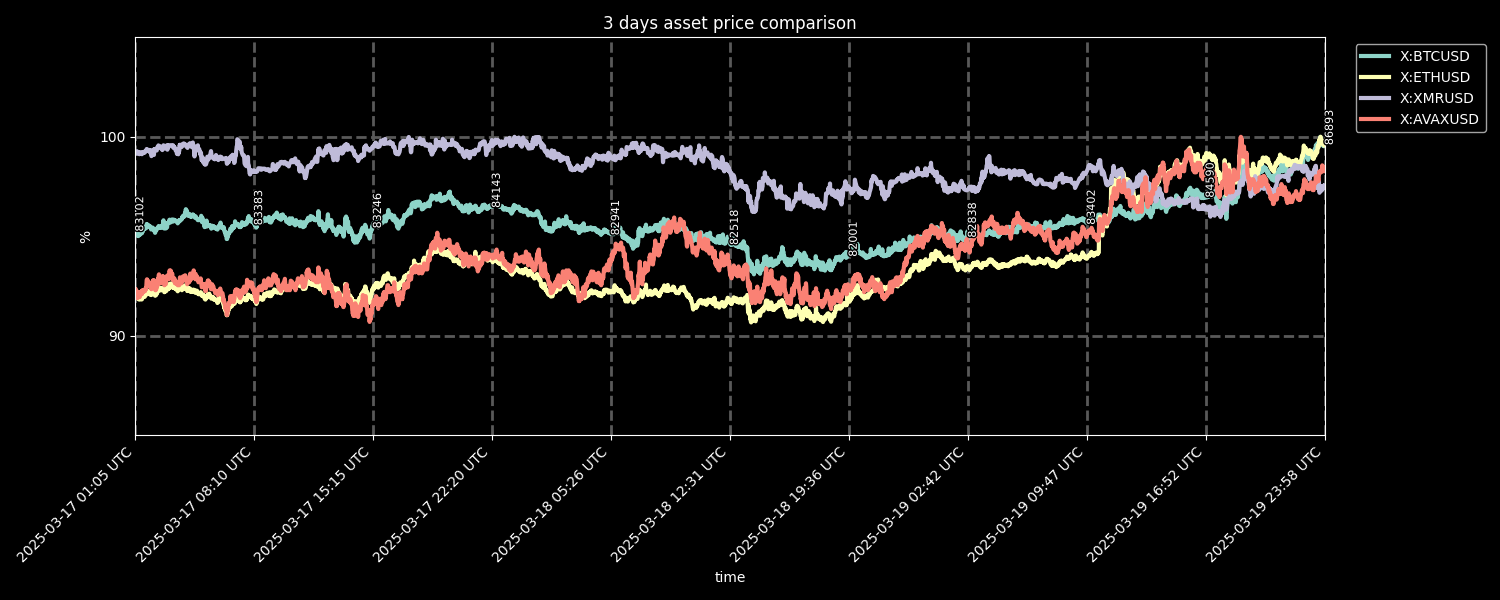 3 days asset price comparison
X:BTCUSD
X:ETHUSD
X:XMRUSD
X:AVAXUSD
100
90
%
83102
83383
83246
84143
82941
82518
82001
82838
83402
84590
86893
2025-03-17 01:05 UTC
2025-03-17 08:10 UTC
2025-03-17 15:15 UTC
2025-03-17 22:20 UTC
2025-03-18 05:26 UTC
2025-03-18 12:31 UTC
2025-03-18 19:36 UTC
2025-03-19 02:42 UTC
2025-03-19 09:47 UTC
2025-03-19 16:52 UTC
2025-03-19 23:58 UTC
time